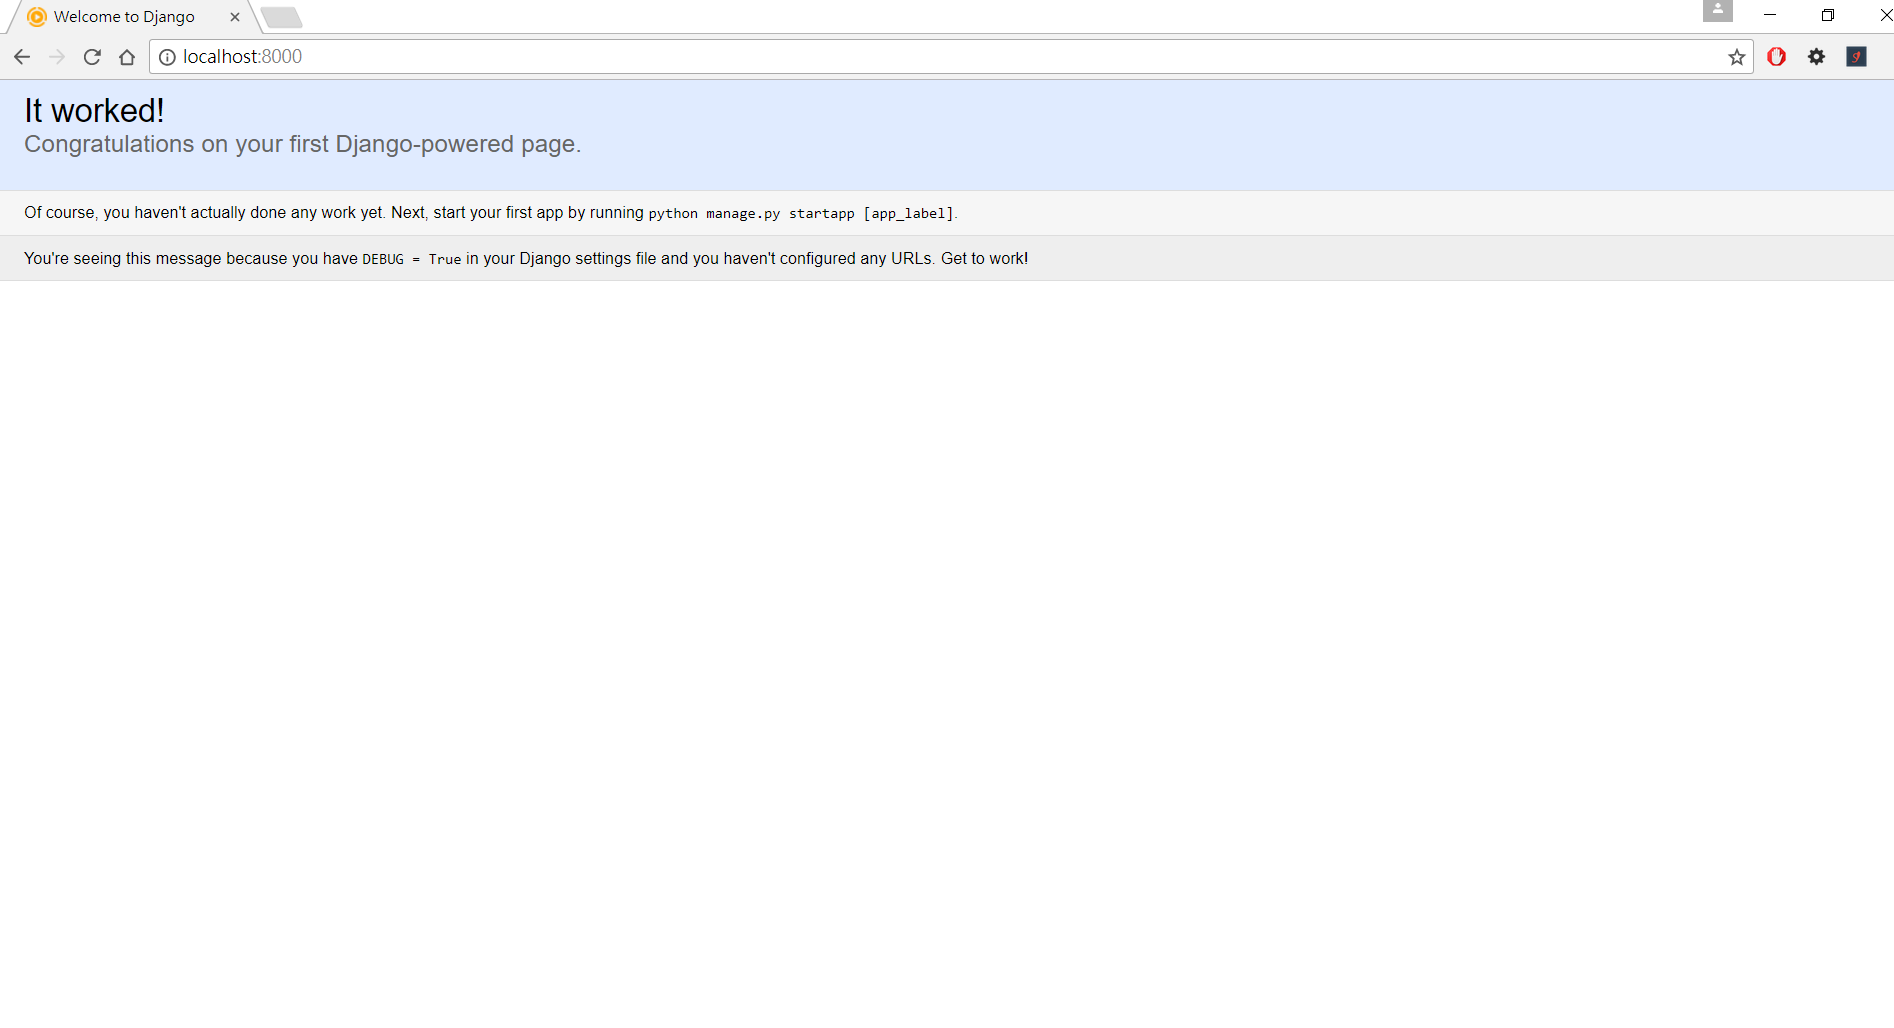 Welcome to Django
localhost:8000
It worked!
Congratulations on your first Django-powered page.
Of course, you haven't actually done any work yet. Next, start your first app by running python manage.py startapp [app_label].
You're seeing this message because you have DEBUG = True in your Django settings file and you haven't configured any URLs. Get to work!